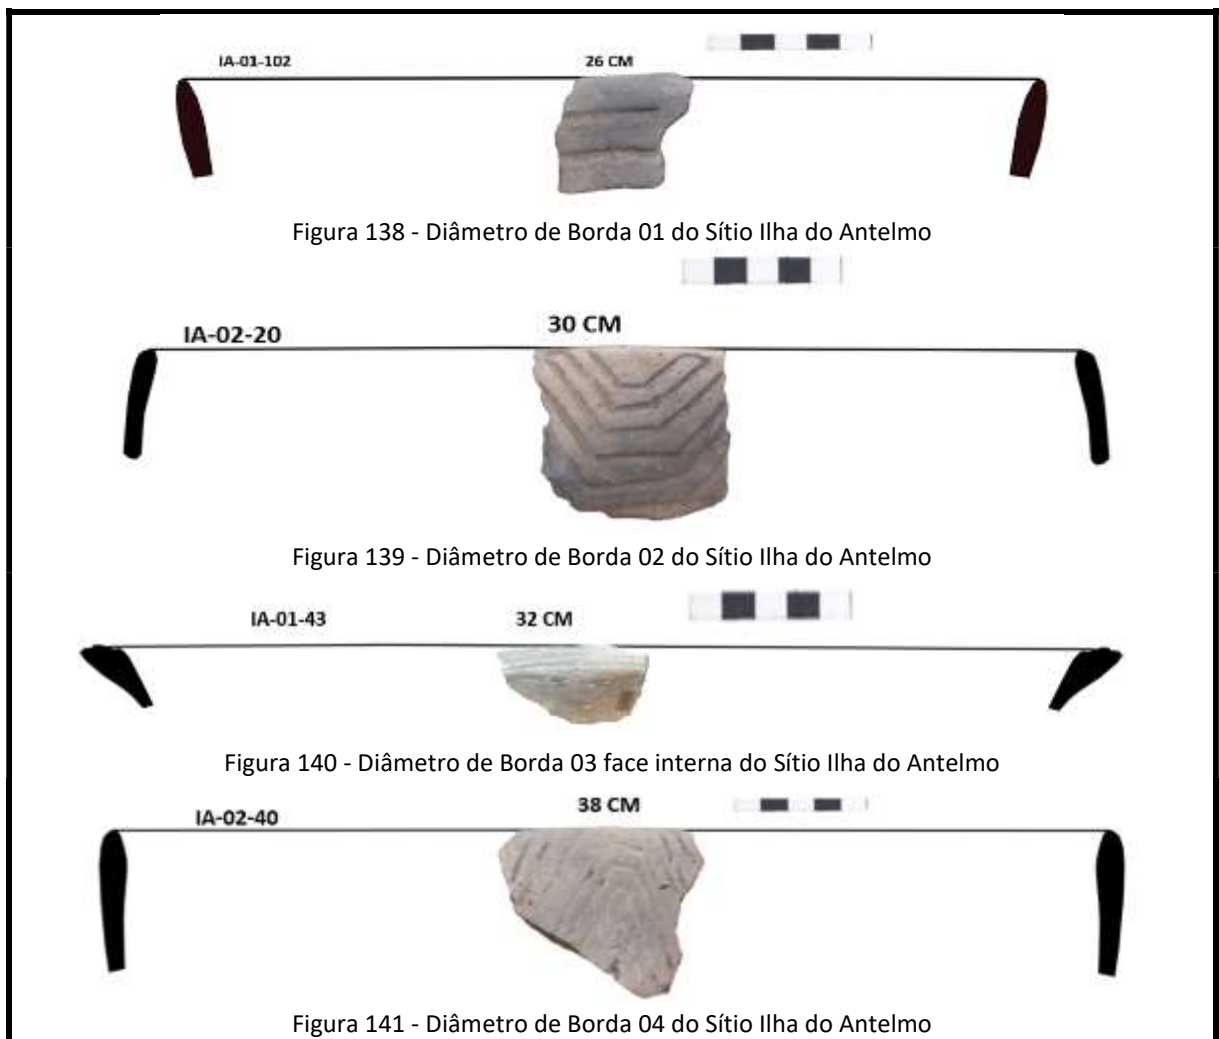 IA-01-102 26 CM
Figura 138 - Diâmetro de Borda 01 do Sítio Ilha do Antelmo
IA-02-20 30 CM
Figura 139 - Diâmetro de Borda 02 do Sítio Ilha do Antelmo
IA-01-43 32 CM
Figura 140 - Diâmetro de Borda 03 face interna do Sítio Ilha do Antelmo
IA-02-40 38 CM
Figura 141 - Diâmetro de Borda 04 do Sítio Ilha do Antelmo